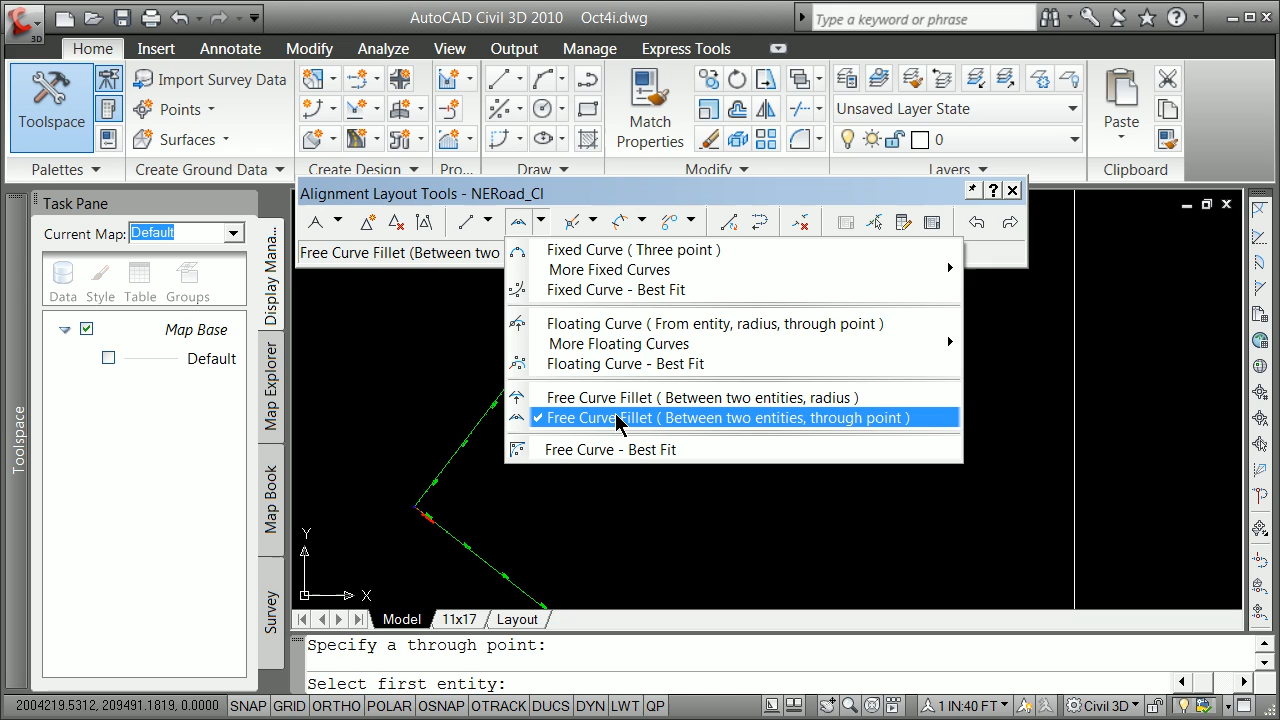 AutoCAD Civil 3D 2010 Oct4i.dwg
Type a keyword or phrase
3D
Home Insert Annotate Modify Analyze View Output Manage Express Tools
Toolspace
Import Survey Data
Points
Surfaces
Match Properties
Unsaved Layer State
0
Paste
Palettes Create Ground Data Create Design Pro... Draw Modify Layers Clipboard
Alignment Layout Tools - NERoad_Cl
Free Curve Fillet (Between two
Fixed Curve ( Three point )
More Fixed Curves
Fixed Curve - Best Fit
Floating Curve ( From entity, radius, through point )
More Floating Curves
Floating Curve - Best Fit
Free Curve Fillet ( Between two entities, radius )
Free Curve Fillet ( Between two entities, through point )
Free Curve - Best Fit
Toolspace
Task Pane
Current Map: Default
Data Style Table Groups
Map Base
Default
Display Mana...
Map Explorer
Map Book
Survey
Y
X
Model 11x17 Layout
Specify a through point:
Select first entity:
2004219.5312, 209491.1819, 0.0000 SNAP GRID ORTHO POLAR OSNAP OTRACK DUCS DYN LWT QP 1 IN:40 FT Civil 3D